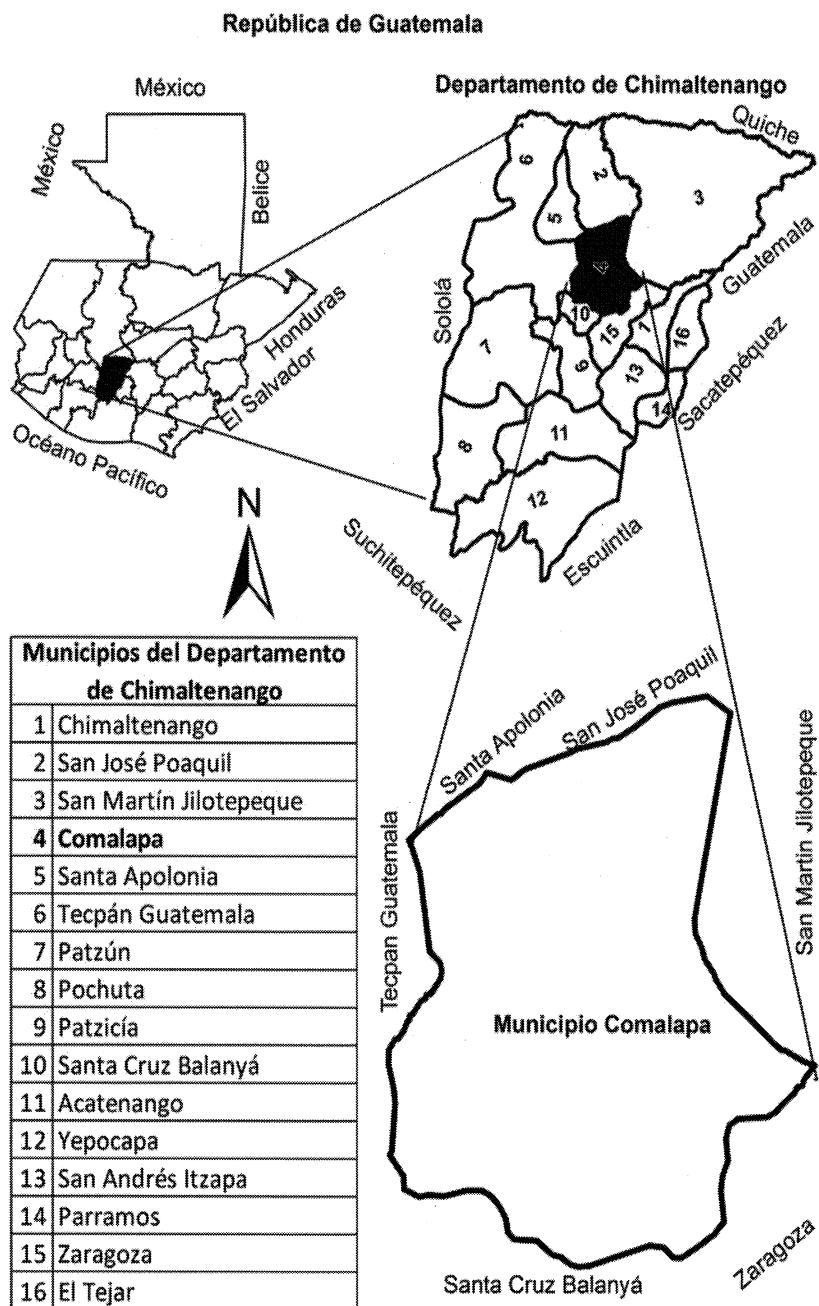 República de Guatemala
México
México
Belice
Honduras
El Salvador
Océano Pacífico
N
Departamento de Chimaltenango
Quiche
Guatemala
Sololá
Sacatepéquez
Suchitepéquez
Escuintla
6
2
5
3
4
10
15
1
16
7
9
13
14
8
11
12
Municipios del Departamento
de Chimaltenango
1 Chimaltenango
2 San José Poaquil
3 San Martín Jilotepeque
4 Comalapa
5 Santa Apolonia
6 Tecpán Guatemala
7 Patzún
8 Pochuta
9 Patzicía
10 Santa Cruz Balanyá
11 Acatenango
12 Yepocapa
13 San Andrés Itzapa
14 Parramos
15 Zaragoza
16 El Tejar
Santa Apolonia
San José Poaquil
Tecpan Guatemala
San Martin Jilotepeque
Municipio Comalapa
Santa Cruz Balanyá
Zaragoza